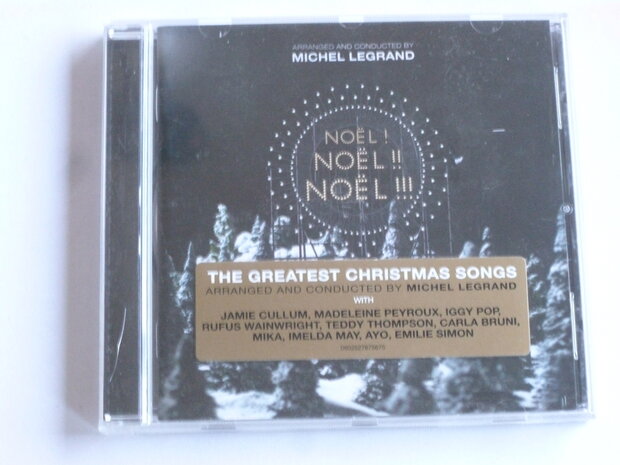 ARRANGED AND CONDUCTED BY
MICHEL LEGRAND
NOËL !
NOËL !!
NOËL !!!
THE GREATEST CHRISTMAS SONGS
ARRANGED AND CONDUCTED BY MICHEL LEGRAND
WITH
JAMIE CULLUM, MADELEINE PEYROUX, IGGY POP,
RUFUS WAINWRIGHT, TEDDY THOMPSON, CARLA BRUNI,
MIKA, IMELDA MAY, AYO, EMILIE SIMON